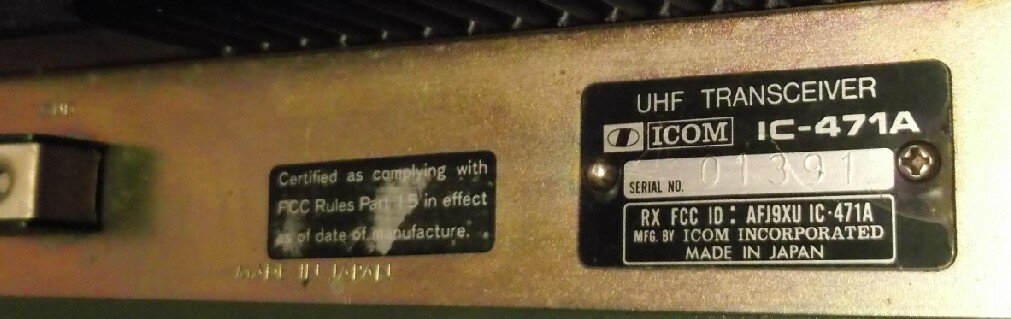 Certified as complying with
FCC Rules Part 15 in effect
as of date of manufacture.
MADE IN JAPAN
UHF TRANSCEIVER
ICOM IC-471A
SERIAL NO. 01391
RX FCC ID : AFJ9XU IC-471A
MFG. BY ICOM INCORPORATED
MADE IN JAPAN